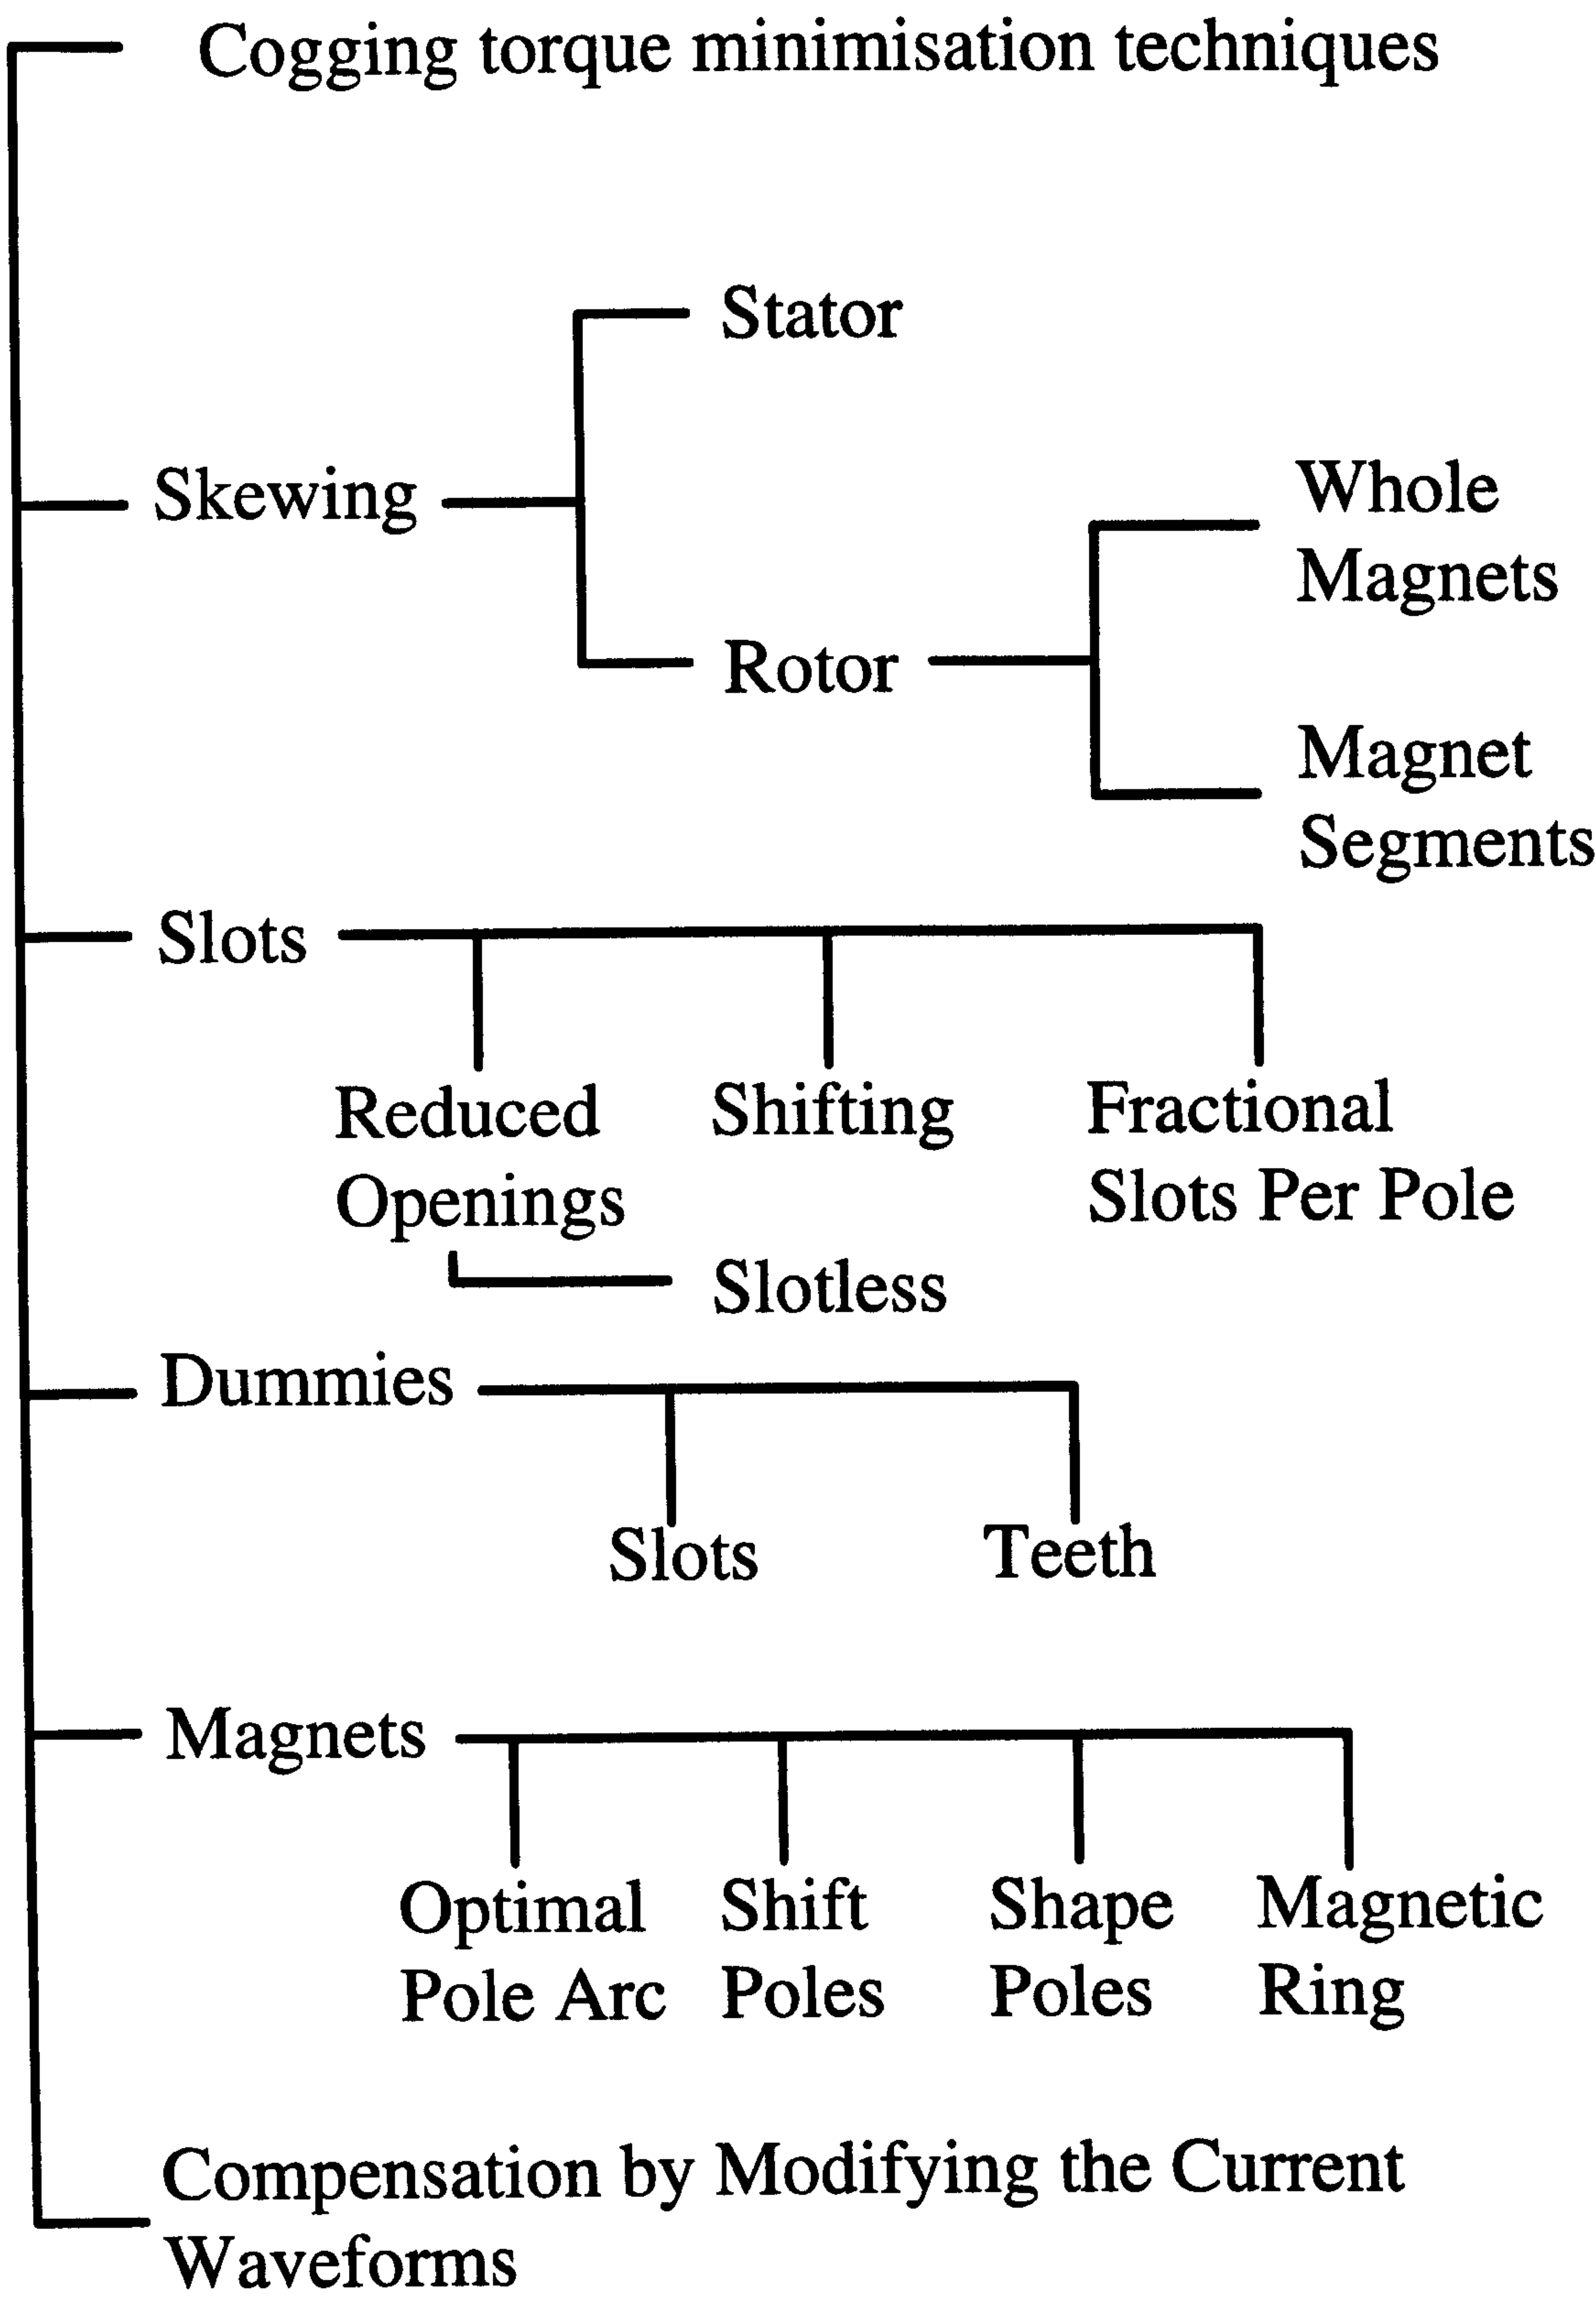 Cogging torque minimisation techniques
Stator
Skewing
Whole
Magnets
Rotor
Magnet
Segments
Slots
Reduced
Openings
Shifting
Fractional
Slots Per Pole
Slotless
Dummies
Slots
Teeth
Magnets
Optimal
Pole Arc
Shift
Poles
Shape
Poles
Magnetic
Ring
Compensation by Modifying the Current
Waveforms